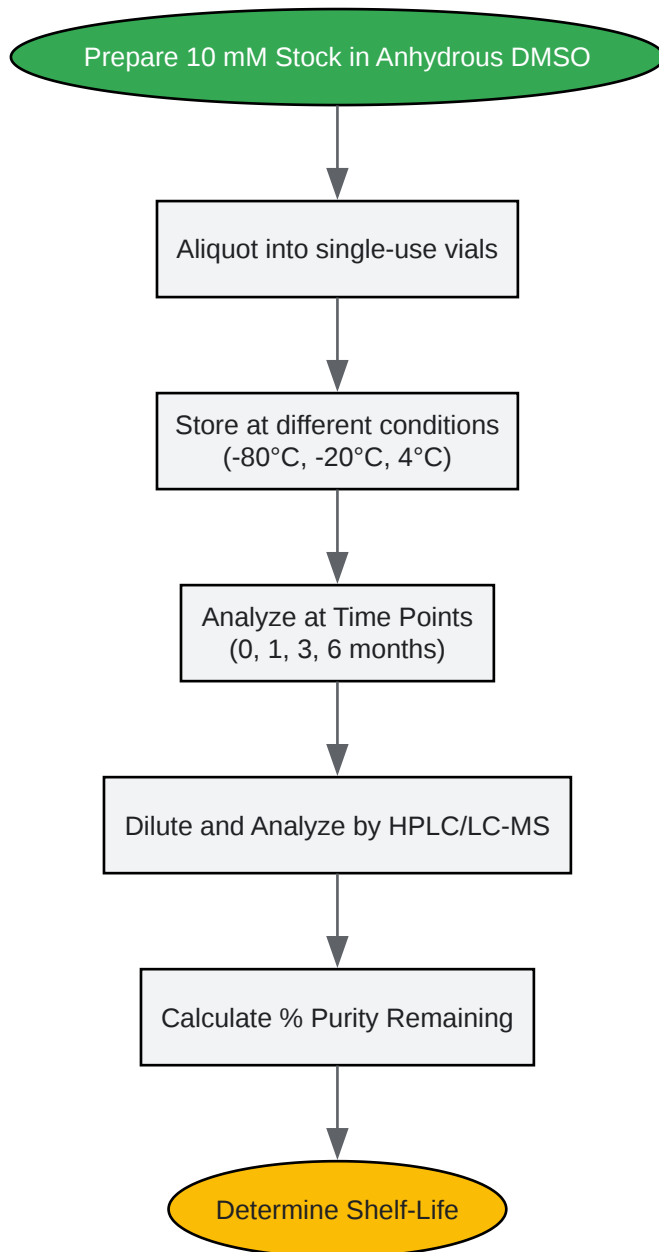 Prepare 10 mM Stock in Anhydrous DMSO
Aliquot into single-use vials
Store at different conditions
(-80°C, -20°C, 4°C)
Analyze at Time Points
(0, 1, 3, 6 months)
Dilute and Analyze by HPLC/LC-MS
Calculate % Purity Remaining
Determine Shelf-Life